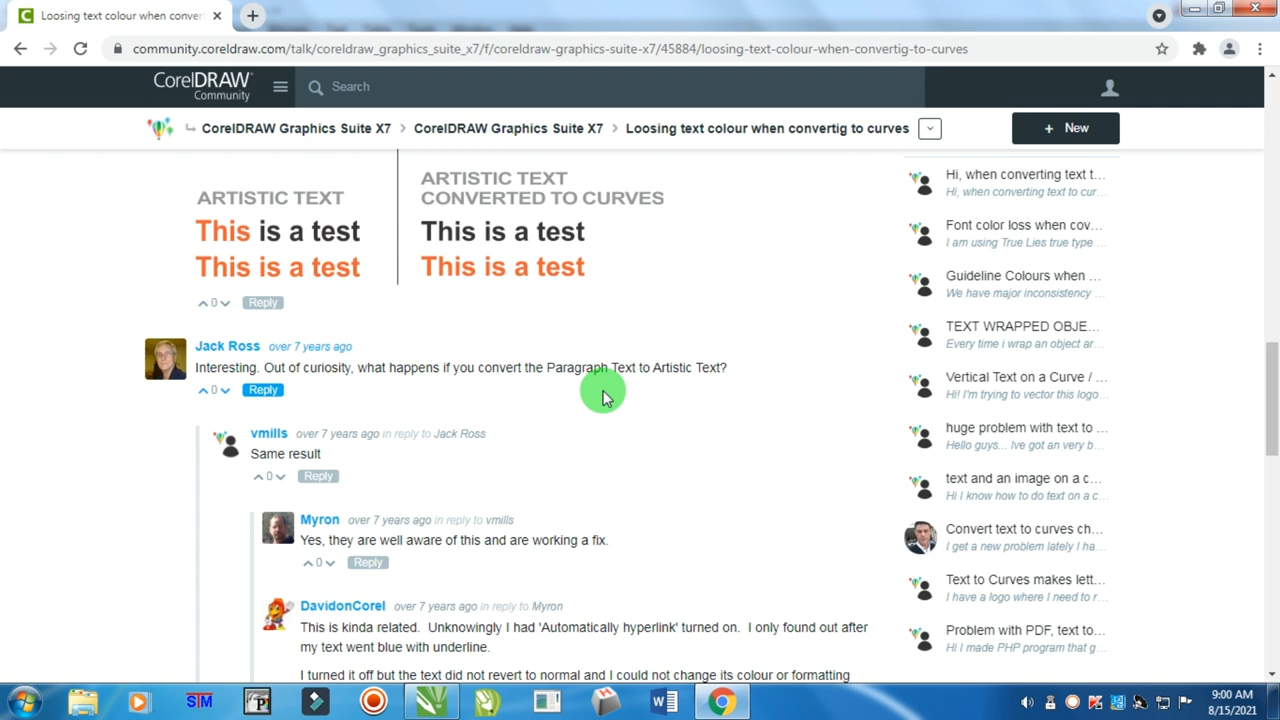 Loosing text colour when conver
community.coreldraw.com/talk/coreldraw_graphics_suite_x7/f/coreldraw-graphics-suite-x7/45884/loosing-text-colour-when-convertig-to-curves
CorelDRAW
Community
Search
CorelDRAW Graphics Suite X7 > CorelDRAW Graphics Suite X7 > Loosing text colour when convertig to curves
+ New
ARTISTIC TEXT
This is a test
This is a test
ARTISTIC TEXT
CONVERTED TO CURVES
This is a test
This is a test
0 Reply
Jack Ross over 7 years ago
Interesting. Out of curiosity, what happens if you convert the Paragraph Text to Artistic Text?
0 Reply
vmills over 7 years ago in reply to Jack Ross
Same result
0 Reply
Myron over 7 years ago in reply to vmills
Yes, they are well aware of this and are working a fix.
0 Reply
DavidonCorel over 7 years ago in reply to Myron
This is kinda related. Unknowingly I had 'Automatically hyperlink' turned on. I only found out after
my text went blue with underline.
I turned it off but the text did not revert to normal and I could not change its colour or formatting
Hi, when converting text t...
Hi, when converting text to cur...
Font color loss when cov...
I am using True Lies true type ...
Guideline Colours when ...
We have major inconsistency ...
TEXT WRAPPED OBJE...
Every time i wrap an object ar...
Vertical Text on a Curve / ...
Hi! I'm trying to vector this logo...
huge problem with text to ...
Hello guys... Ive got an very b...
text and an image on a c...
Hi I know how to do text on a c...
Convert text to curves ch...
I get a new problem lately I ha...
Text to Curves makes lett...
I have a logo where I need to r...
Problem with PDF, text to...
Hi I made PHP program that g...
STM
P
W
9:00 AM
8/15/2021